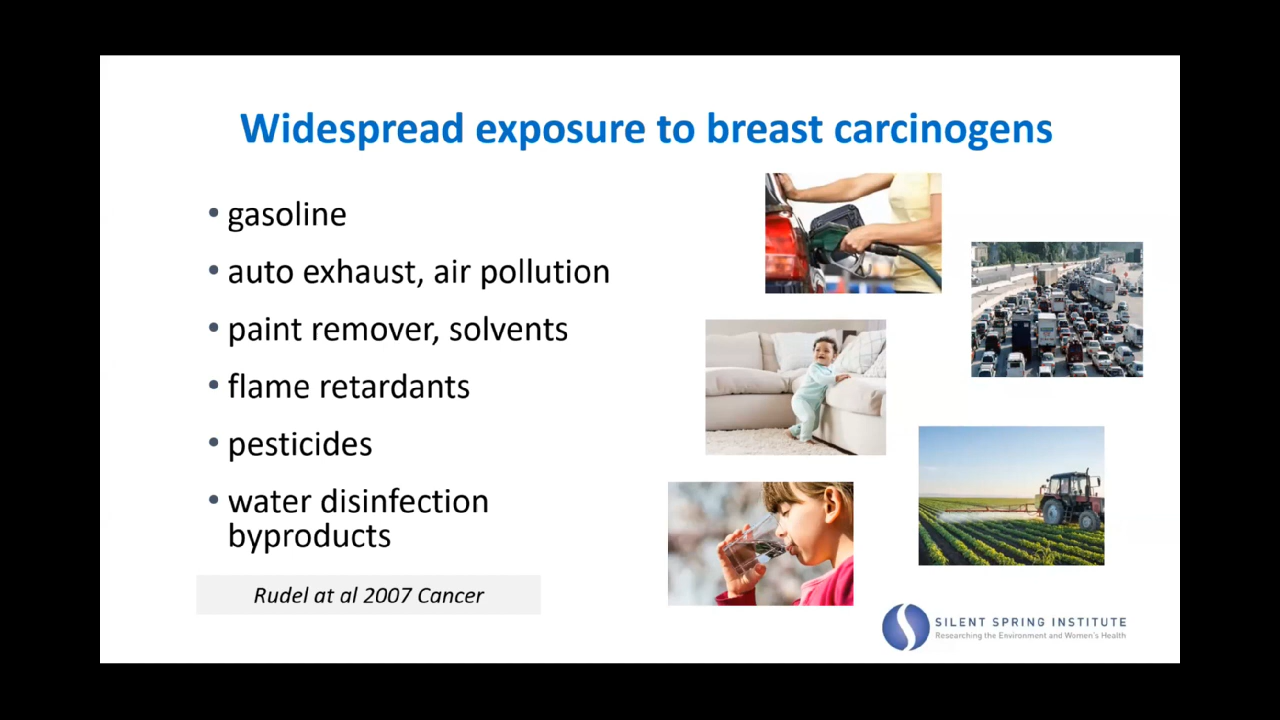 Widespread exposure to breast carcinogens
• gasoline
• auto exhaust, air pollution
• paint remover, solvents
• flame retardants
• pesticides
• water disinfection
byproducts
Rudel at al 2007 Cancer
SILENT SPRING INSTITUTE
Researching the Environment and Women's Health